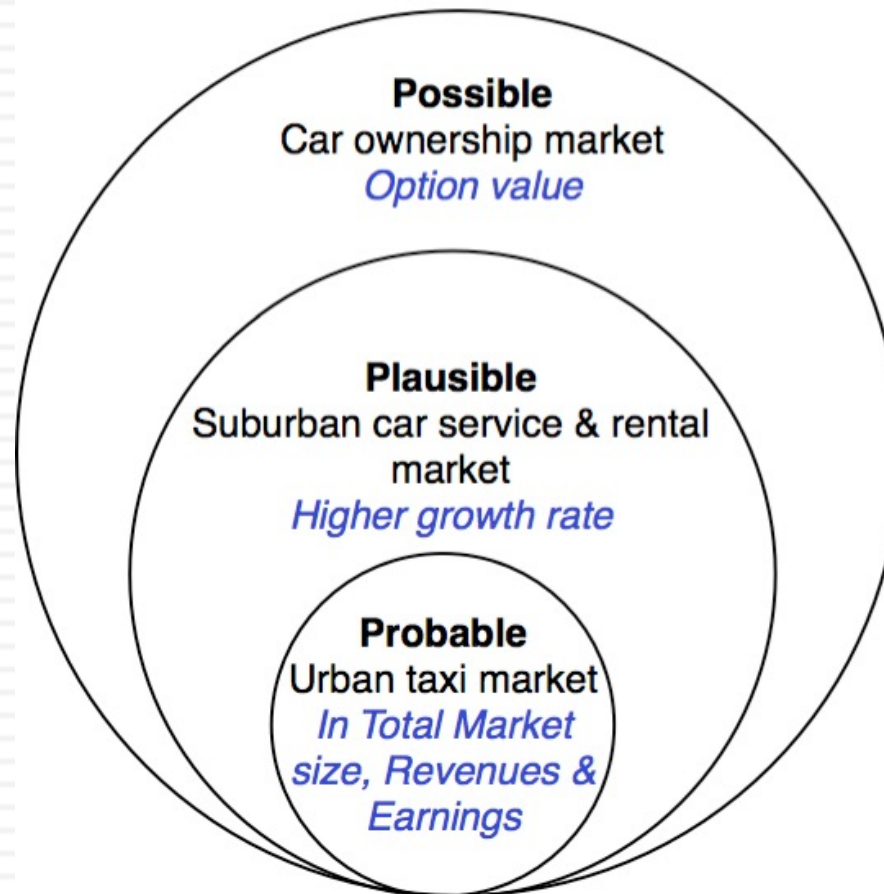 Possible
Car ownership market
Option value
Plausible
Suburban car service & rental
market
Higher growth rate
Probable
Urban taxi market
In Total Market
size, Revenues &
Earnings